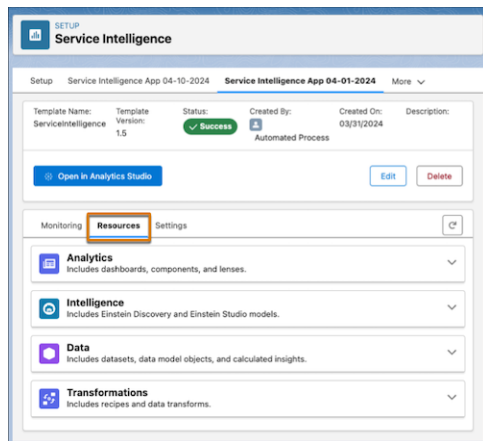 SETUP
Service Intelligence
Setup Service Intelligence App 04-10-2024 Service Intelligence App 04-01-2024 More
Template Name: Template Version: Status: Created By: Created On: Description:
ServiceIntelligence 1.5 Success Automated Process 03/31/2024
Open in Analytics Studio Edit Delete
Monitoring Resources Settings
Analytics
Includes dashboards, components, and lenses.
Intelligence
Includes Einstein Discovery and Einstein Studio models.
Data
Includes datasets, data model objects, and calculated insights.
Transformations
Includes recipes and data transforms.